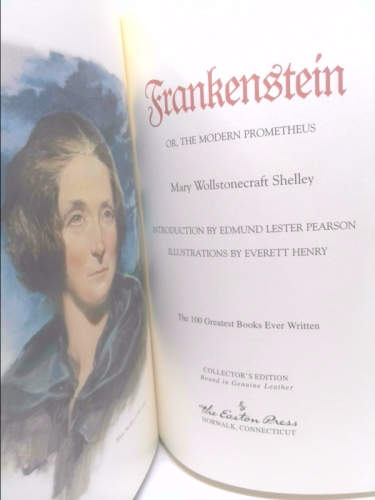 Frankenstein
OR, THE MODERN PROMETHEUS
Mary Wollstonecraft Shelley
INTRODUCTION BY EDMUND LESTER PEARSON
ILLUSTRATIONS BY EVERETT HENRY
The 100 Greatest Books Ever Written
COLLECTOR'S EDITION
Bound in Genuine Leather
The Easton Press
NORWALK, CONNECTICUT